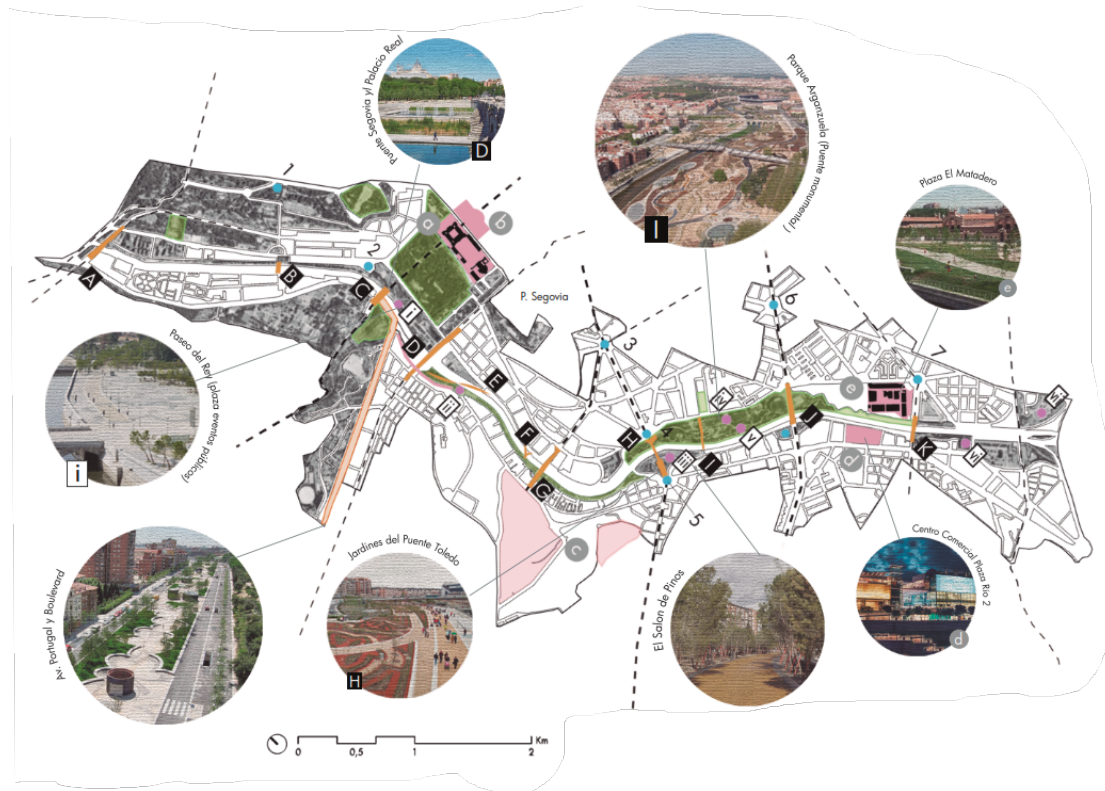 Puente Segovia y/ Palacio Real
D
Parque Arganzuela (Puente monumental )
I
Plaza El Matadero
e
1
2
a
b
A
B
C
i
D
P. Segovia
3
6
7
E
ii
F
G
H
4
iii
5
iv
v
I
J
e
d
K
vi
vi
c
Paseo del Rey (plaza eventos públicos)
i
Av. Portugal y Boulevard
Jardines del Puente Toledo
H
El Salon de Pinos
Centro Comercial Plaza Rio 2
d
0
0,5
1
2
Km